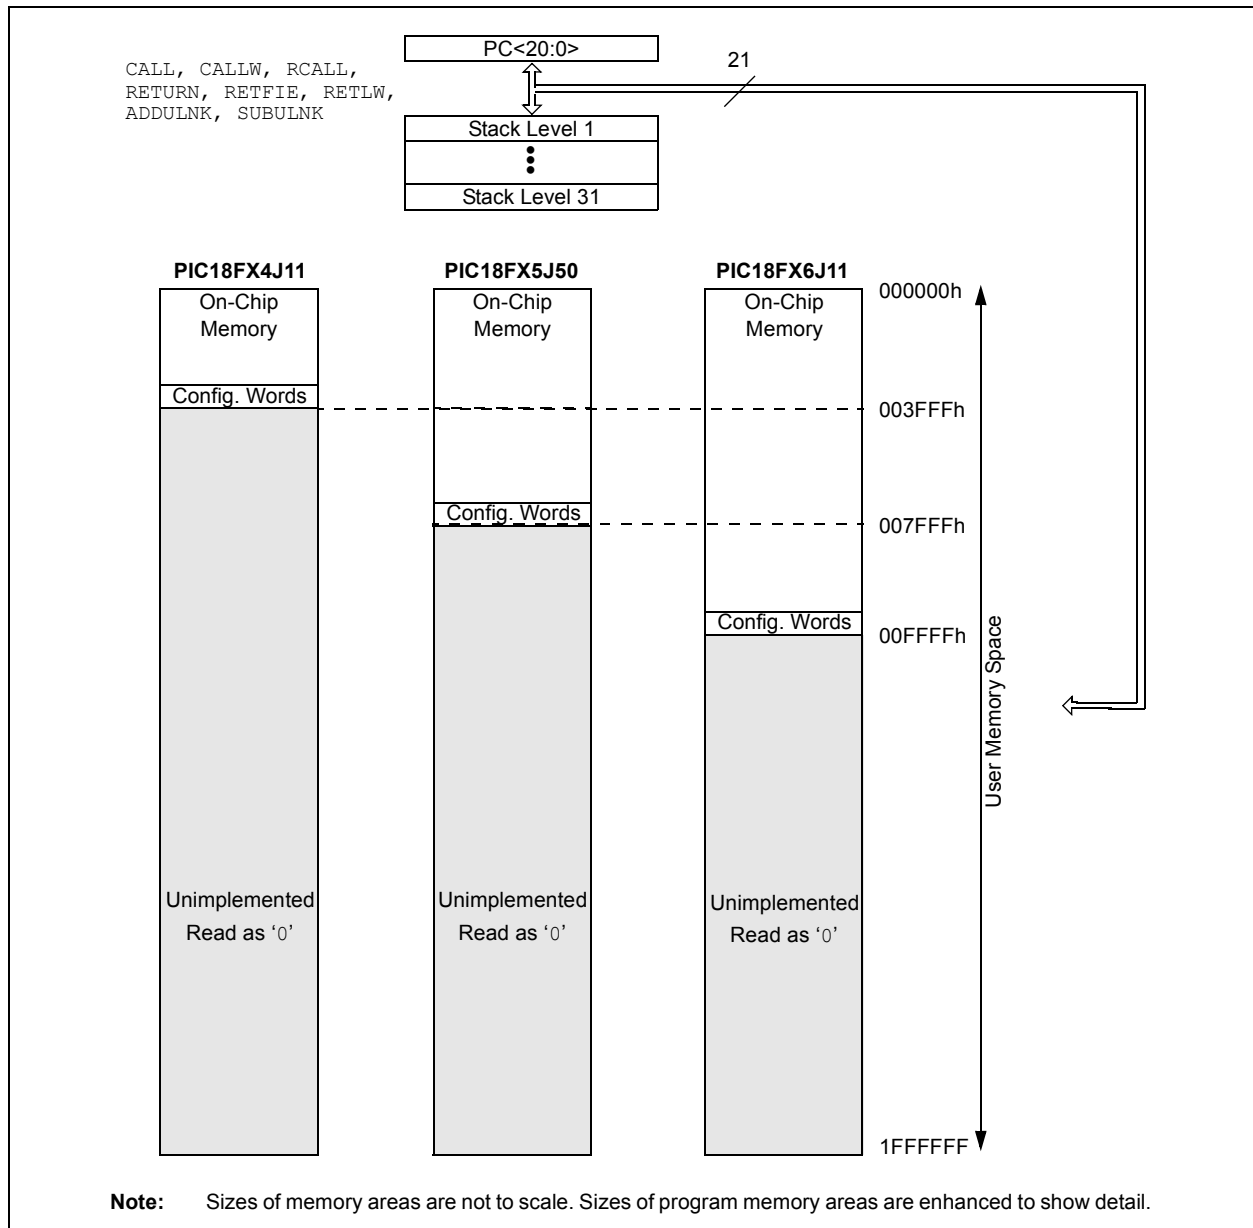 PC<20:0>
21
CALL, CALLW, RCALL,
RETURN, RETFIE, RETLW,
ADDULNK, SUBULNK
Stack Level 1
Stack Level 31
PIC18FX4J11
PIC18FX5J50
PIC18FX6J11
On-Chip
Memory
On-Chip
Memory
On-Chip
Memory
000000h
Config. Words
003FFFh
Config. Words
007FFFh
Config. Words
00FFFFh
User Memory Space
Unimplemented
Read as ‘0’
Unimplemented
Read as ‘0’
Unimplemented
Read as ‘0’
1FFFFFF
Note: Sizes of memory areas are not to scale. Sizes of program memory areas are enhanced to show detail.